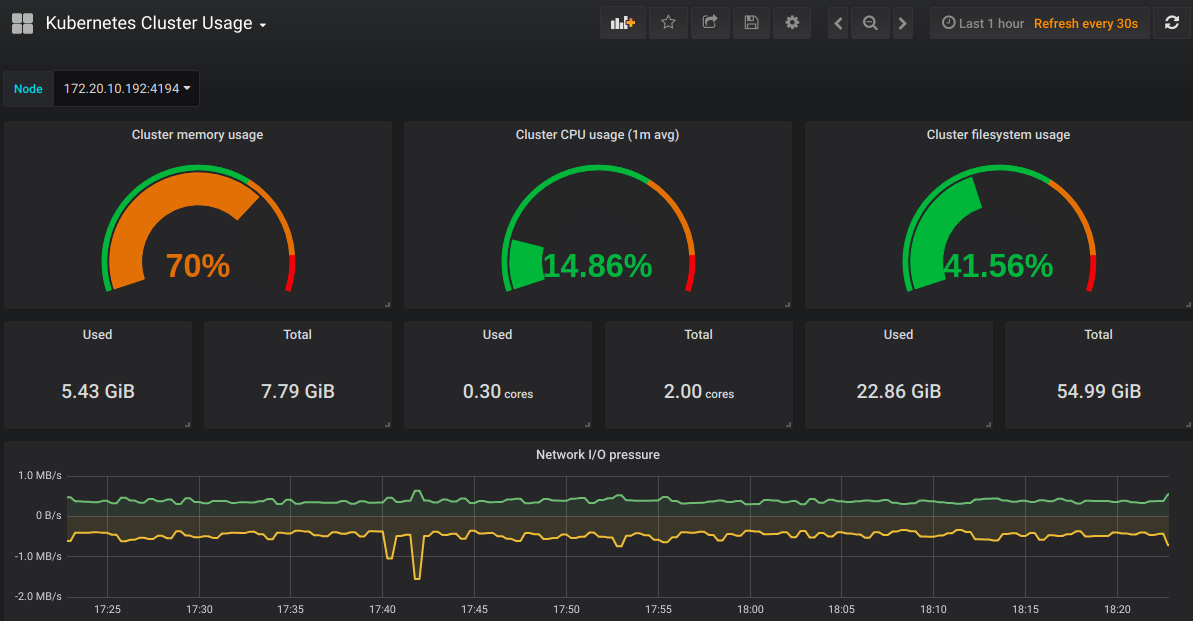 Kubernetes Cluster Usage
Last 1 hour Refresh every 30s
Node 172.20.10.192:4194
Cluster memory usage
70%
Cluster CPU usage (1m avg)
14.86%
Cluster filesystem usage
41.56%
Used
5.43 GiB
Total
7.79 GiB
Used
0.30 cores
Total
2.00 cores
Used
22.86 GiB
Total
54.99 GiB
Network I/O pressure
1.0 MB/s
0 B/s
-1.0 MB/s
-2.0 MB/s
17:25 17:30 17:35 17:40 17:45 17:50 17:55 18:00 18:05 18:10 18:15 18:20